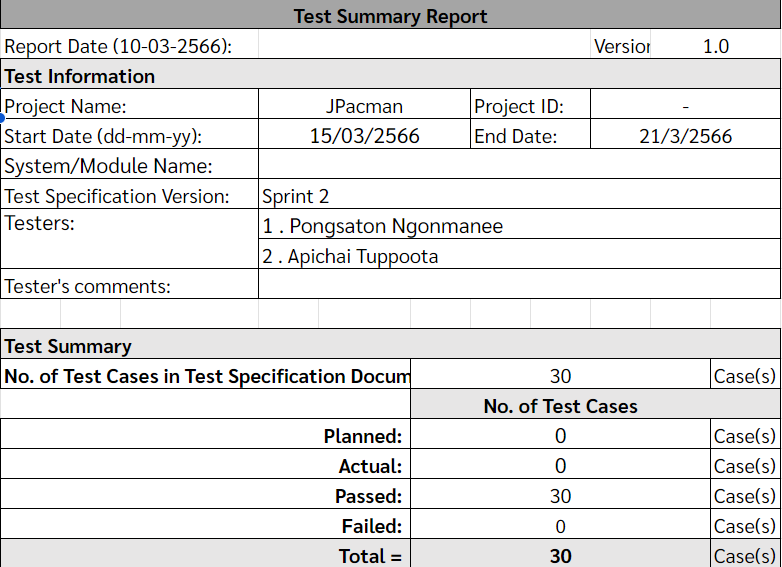 Test Summary Report
Report Date (10-03-2566): Version 1.0
Test Information
Project Name: JPacman Project ID: -
Start Date (dd-mm-yy): 15/03/2566 End Date: 21/3/2566
System/Module Name:
Test Specification Version: Sprint 2
Testers: 1 . Pongsaton Ngonmanee
2 . Apichai Tuppoota
Tester's comments:
Test Summary
No. of Test Cases in Test Specification Docum 30 Case(s)
No. of Test Cases
Planned: 0 Case(s)
Actual: 0 Case(s)
Passed: 30 Case(s)
Failed: 0 Case(s)
Total = 30 Case(s)